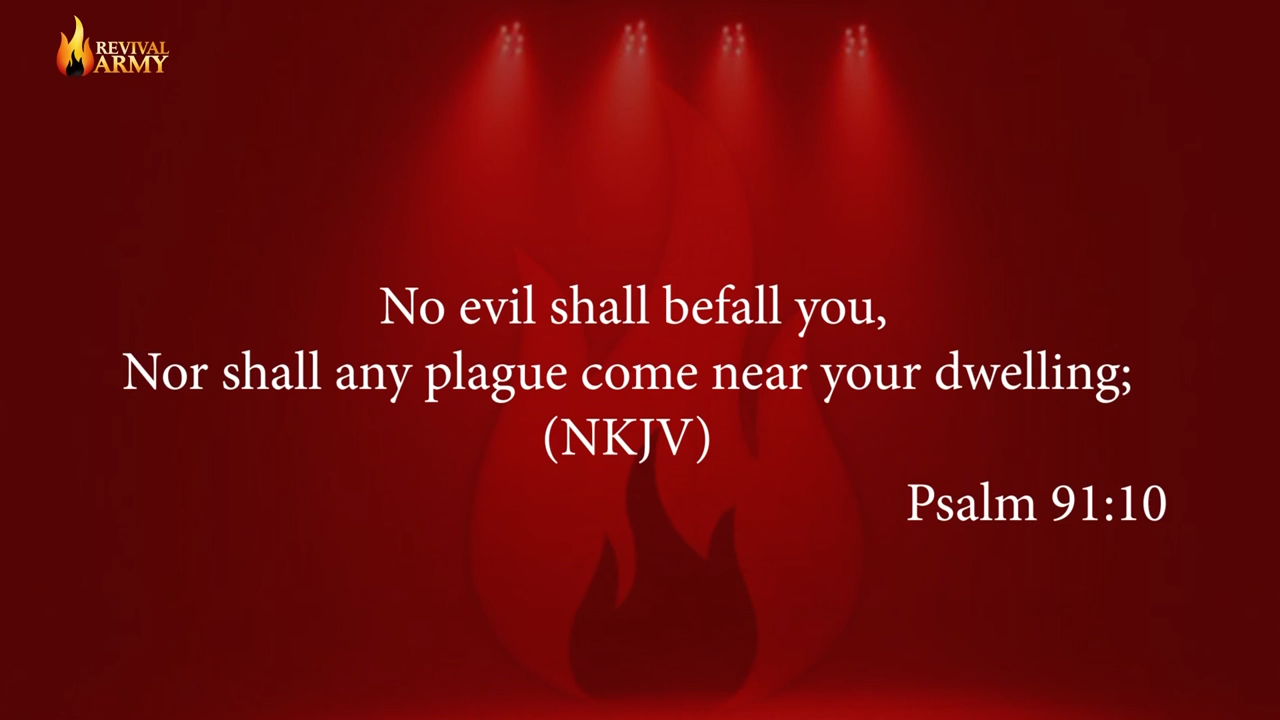 REVIVAL
ARMY
No evil shall befall you,
Nor shall any plague come near your dwelling;
(NKJV)
Psalm 91:10